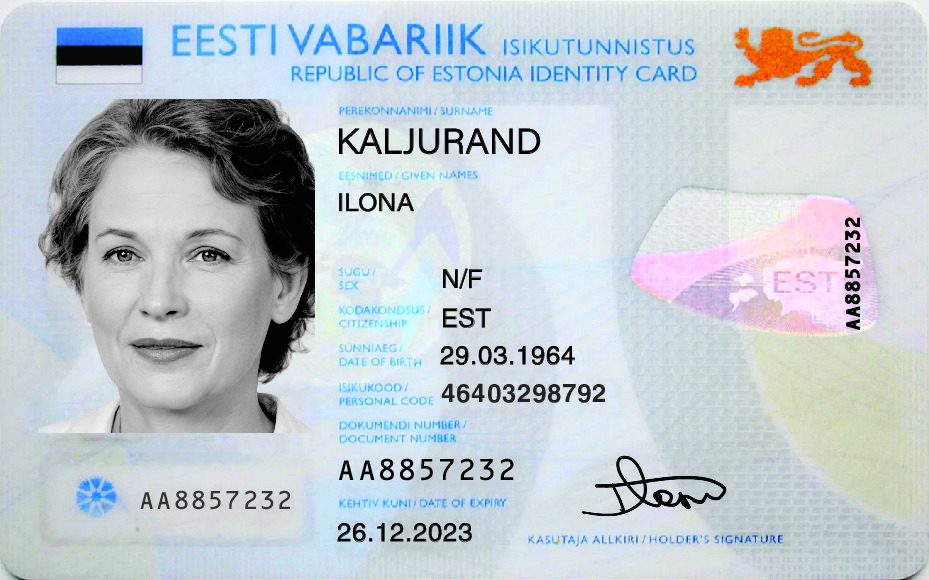 EESTI VABARIIK ISIKUTUNNISTUS
REPUBLIC OF ESTONIA IDENTITY CARD
PEREKONNANIMI / SURNAME
KALJURAND
EESNIMED / GIVEN NAMES
ILONA
SUGU /
SEX
N/F
KODAKONDSUS /
CITIZENSHIP
EST
SÜNNIAEG /
DATE OF BIRTH
29.03.1964
ISIKUKOOD /
PERSONAL CODE
46403298792
DOKUMENDI NUMBER /
DOCUMENT NUMBER
AA8857232
KEHTIV KUNI / DATE OF EXPIRY
26.12.2023
AA8857232
EST
AA8857232
KASUTAJA ALLKIRI / HOLDER'S SIGNATURE